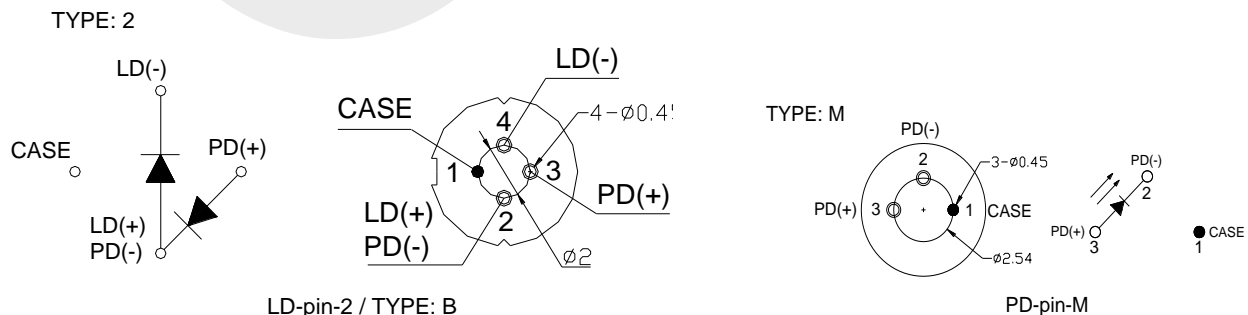 TYPE: 2
LD(-)
CASE
PD(+)
LD(+)
PD(-)
LD(-)
CASE
4
4-Ø0.45
1
3
PD(+)
LD(+)
2
PD(-)
Ø2
LD-pin-2 / TYPE: B
TYPE: M
PD(-)
2
3-Ø0.45
PD(+)
3
1
CASE
Ø2.54
PD(-)
2
PD(+)
3
CASE
1
PD-pin-M